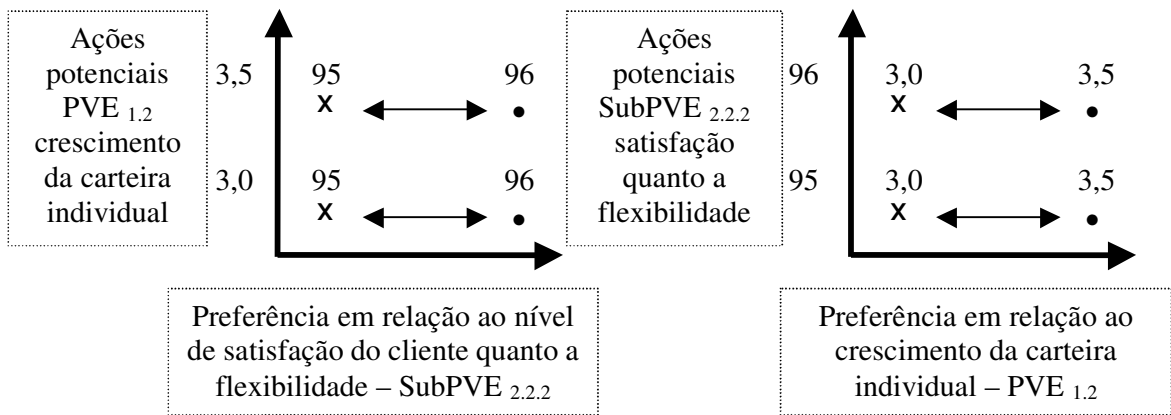 Ações
potenciais
PVE 1.2
crescimento
da carteira
individual
3,5
95
x
96
•
3,0
95
x
96
•
Preferência em relação ao nível
de satisfação do cliente quanto a
flexibilidade – SubPVE 2.2.2
Ações
potenciais
SubPVE 2.2.2
satisfação
quanto a
flexibilidade
96
3,0
x
3,5
•
95
3,0
x
3,5
•
Preferência em relação ao
crescimento da carteira
individual – PVE 1.2